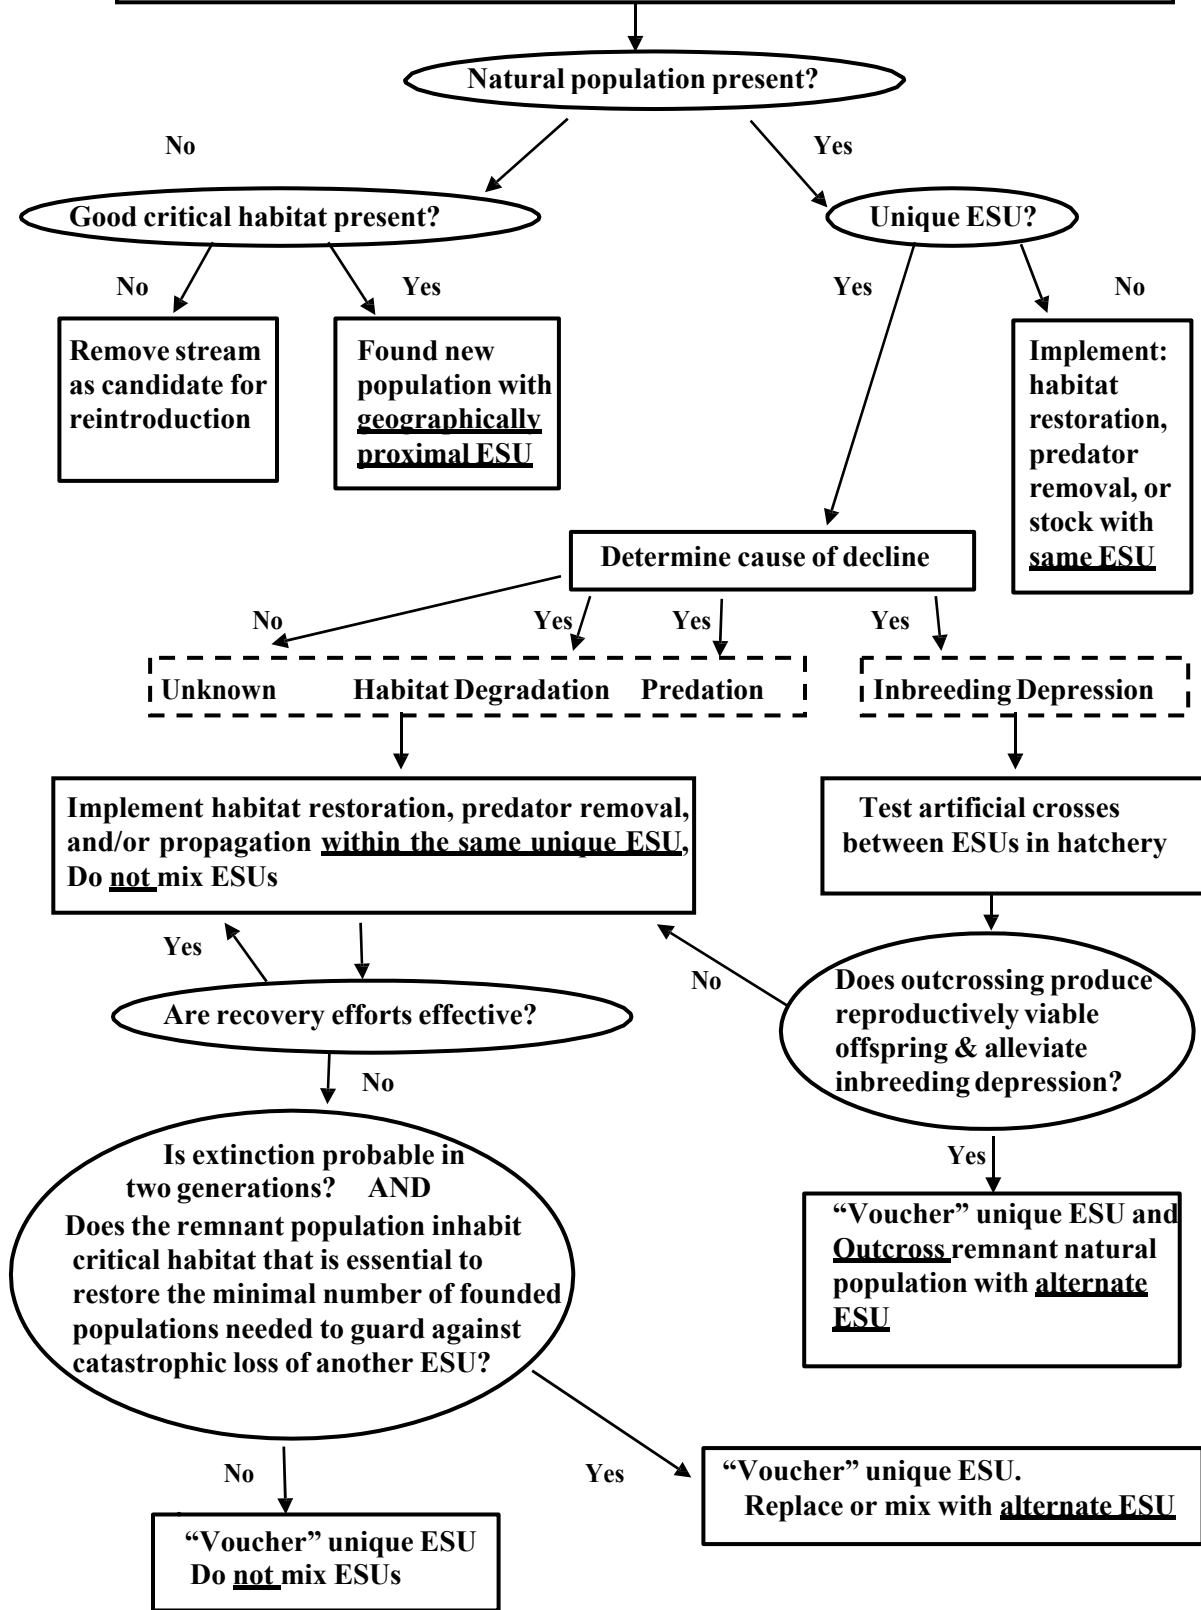 Natural population present?
No
Yes
Good critical habitat present?
Unique ESU?
No
Yes
Yes
No
Remove stream
as candidate for
reintroduction
Found new
population with
geographically
proximal ESU
Implement:
habitat
restoration,
predator
removal, or
stock with
same ESU
Determine cause of decline
No
Yes
Yes
Yes
Unknown
Habitat Degradation
Predation
Inbreeding Depression
Implement habitat restoration, predator removal,
and/or propagation within the same unique ESU,
Do not mix ESUs
Test artificial crosses
between ESUs in hatchery
Yes
No
Are recovery efforts effective?
Does outcrossing produce
reproductively viable
offspring & alleviate
inbreeding depression?
No
Yes
Is extinction probable in
two generations? AND
Does the remnant population inhabit
critical habitat that is essential to
restore the minimal number of founded
populations needed to guard against
catastrophic loss of another ESU?
“Voucher” unique ESU and
Outcross remnant natural
population with alternate
ESU
No
Yes
“Voucher” unique ESU.
Replace or mix with alternate ESU
“Voucher” unique ESU
Do not mix ESUs